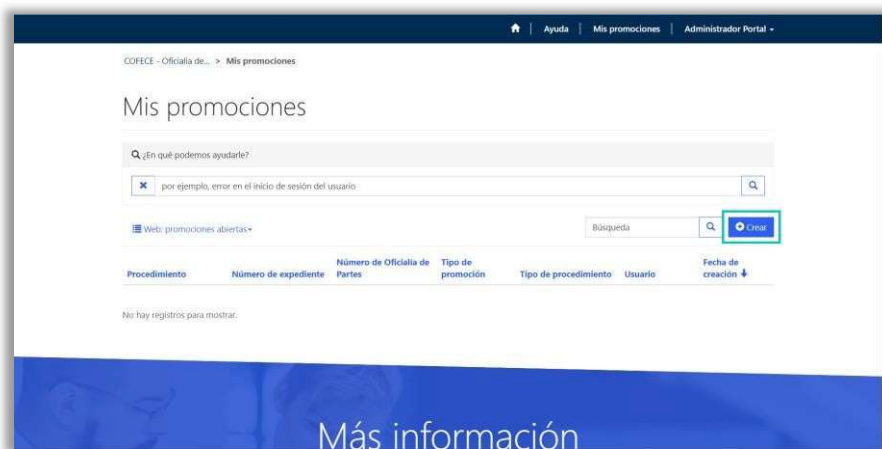 Ayuda | Mis promociones | Administrador Portal
COFECE - Oficialía de... > Mis promociones
Mis promociones
¿En qué podemos ayudarle?
por ejemplo, error en el inicio de sesión del usuario
Web: promociones abiertas
Búsqueda
Crear
Procedimiento
Número de expediente
Número de Oficialía de
Partes
Tipo de
promoción
Tipo de procedimiento
Usuario
Fecha de
creación
No hay registros para mostrar.
Más información